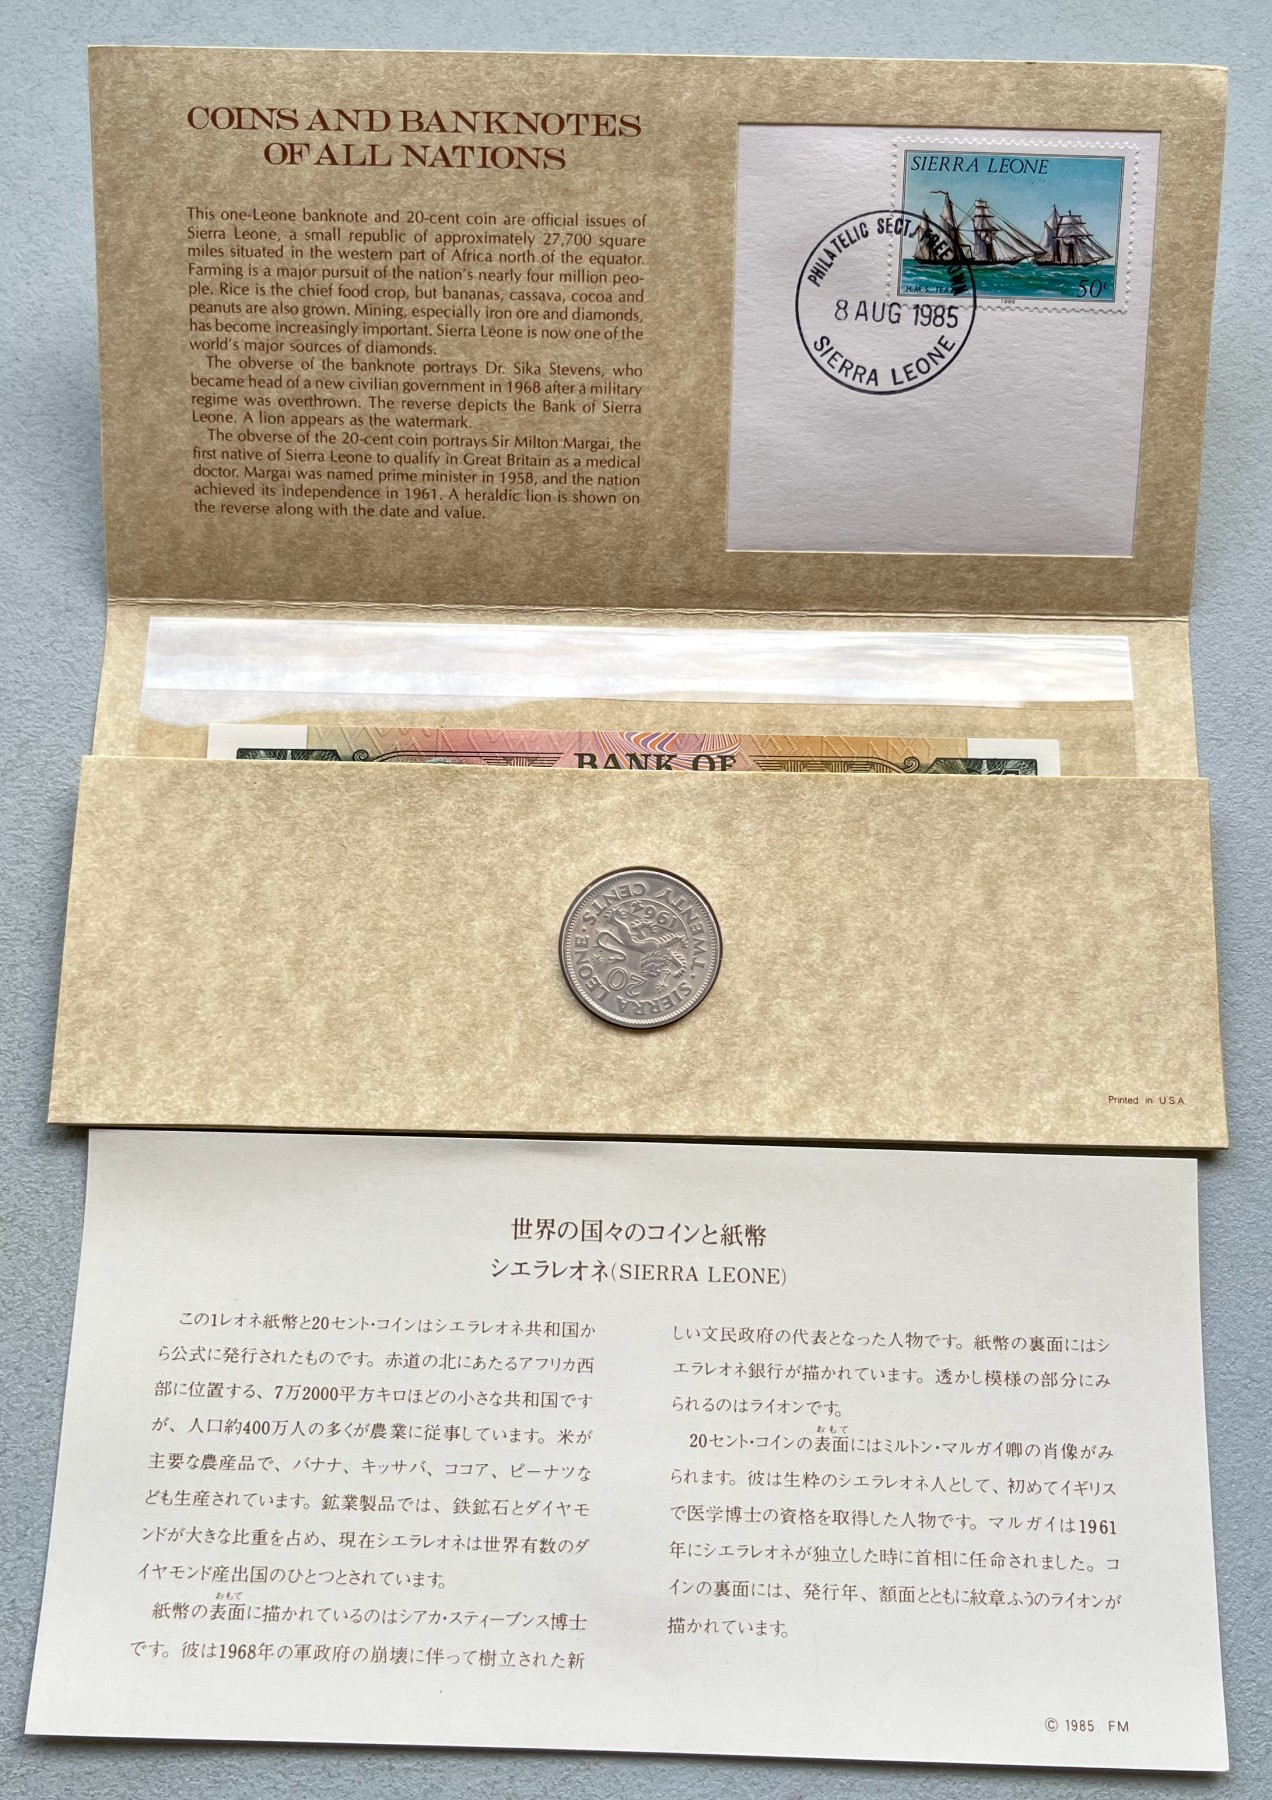 COINS AND BANKNOTES
OF ALL NATIONS
This one-Leone banknote and 20-cent coin are official issues of
Sierra Leone, a small republic of approximately 27,700 square
miles situated in the western part of Africa north of the equator.
Farming is a major pursuit of the nation's nearly four million peo-
ple. Rice is the chief food crop, but bananas, cassava, cocoa and
peanuts are also grown. Mining, especially iron ore and diamonds,
has become increasingly important. Sierra Leone is now one of the
world's major sources of diamonds.
The obverse of the banknote portrays Dr. Sika Stevens, who
became head of a new civilian government in 1968 after a military
regime was overthrown. The reverse depicts the Bank of Sierra
Leone. A lion appears as the watermark.
The obverse of the 20-cent coin portrays Sir Milton Margai, the
first native of Sierra Leone to qualify in Great Britain as a medical
doctor. Margai was named prime minister in 1958, and the nation
achieved its independence in 1961. A heraldic lion is shown on
the reverse along with the date and value.
SIERRA LEONE
H.M.S.
1985
50c
PHILATELIC SECT. FREETOWN
8 AUG 1985
SIERRA LEONE
BANK OF
SIERRA LEONE · TWENTY CENTS ·
1964
20
Printed in U.S.A.
世界の国々のコインと紙幣
シエラレオネ(SIERRA LEONE)
この1レオネ紙幣と20セント・コインはシエラレオネ共和国か
ら公式に発行されたものです。赤道の北にあたるアフリカ西
部に位置する、7万2000平方キロほどの小さな共和国です
が、人口約400万人の多くが農業に従事しています。米が
主要な農産品で、バナナ、キッサバ、ココア、ピーナツな
ども生産されています。鉱業製品では、鉄鉱石とダイヤモ
ンドが大きな比重を占め、現在シエラレオネは世界有数のダ
イヤモンド産出国のひとつとされています。
おもて
紙幣の表面に描かれているのはシアカ・スティーブンス博士
です。彼は1968年の軍政府の崩壊に伴って樹立された新
しい文民政府の代表となった人物です。紙幣の裏面にはシ
エラレオネ銀行が描かれています。透かし模様の部分にみ
られるのはライオンです。
おもて
20セント・コインの表面にはミルトン・マルガイ卿の肖像がみ
られます。彼は生粋のシエラレオネ人として、初めてイギリス
で医学博士の資格を取得した人物です。マルガイは1961
年にシエラレオネが独立した時に首相に任命されました。コ
インの裏面には、発行年、額面とともに紋章ふうのライオンが
描かれています。
© 1985 FM